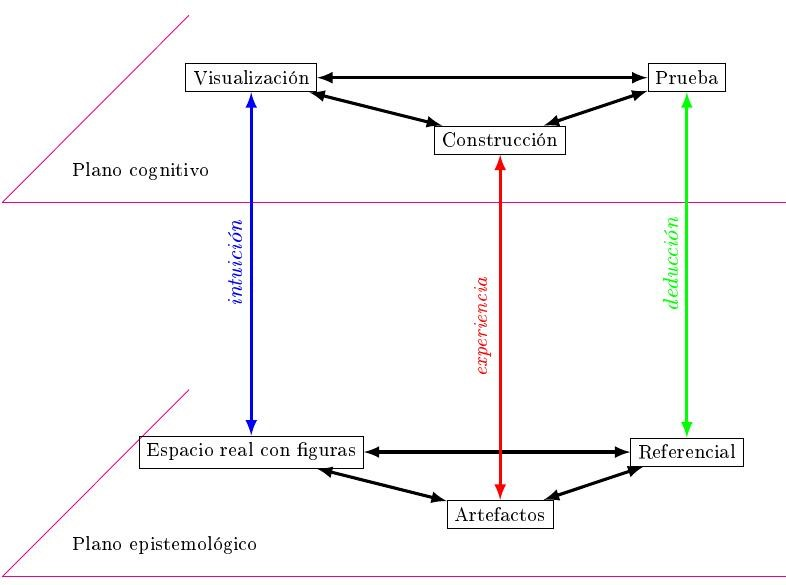 Visualización
Prueba
Construcción
Plano cognitivo
intuición
experiencia
deducción
Espacio real con figuras
Referencial
Artefactos
Plano epistemológico